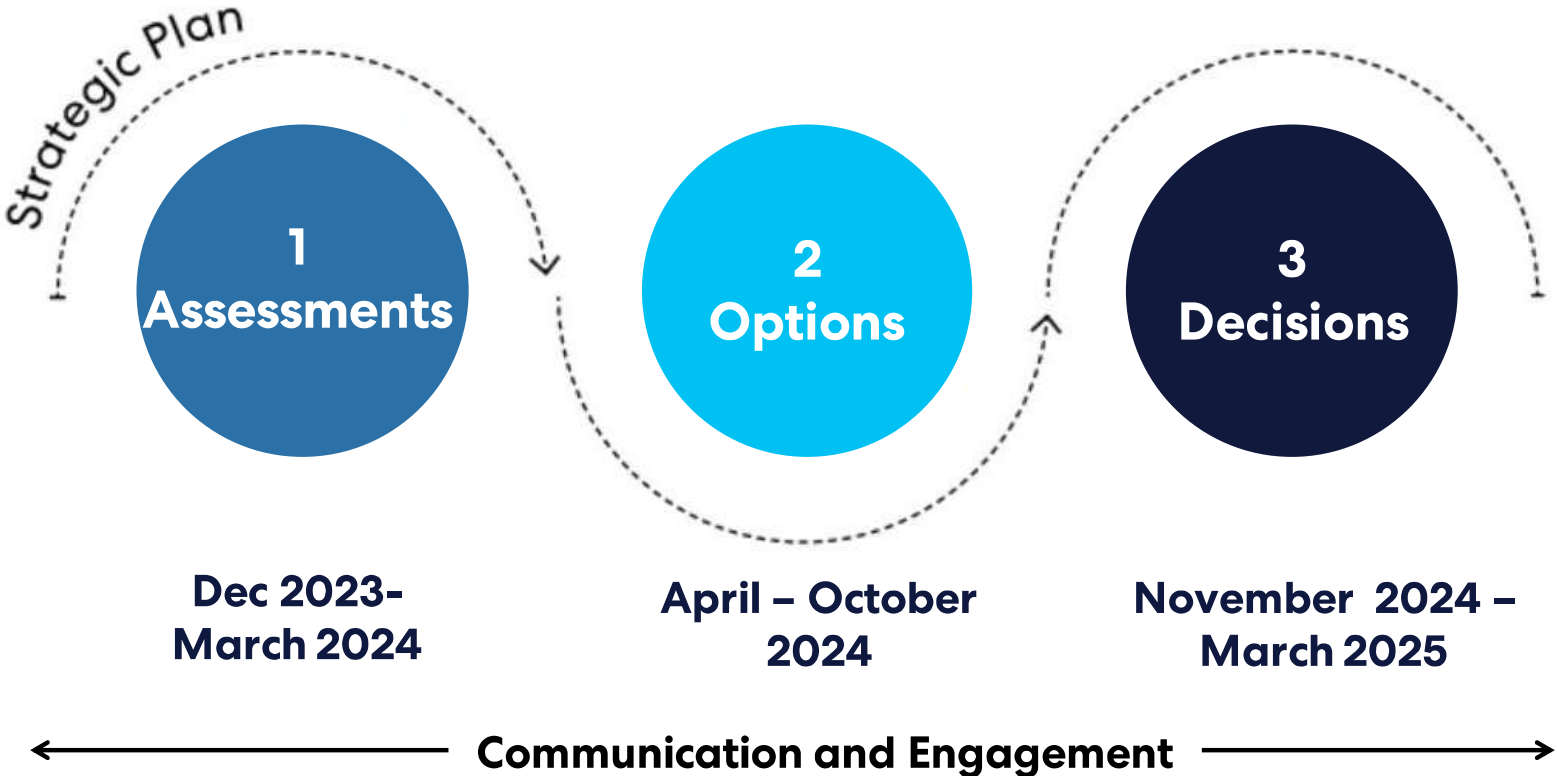 Strategic Plan
1
Assessments
2
Options
3
Decisions
Dec 2023-
March 2024
April – October
2024
November 2024 –
March 2025
Communication and Engagement